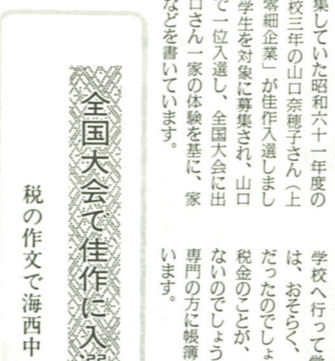 集していた昭和六十一年度の
校三年の山口奈穂子さん（上
零細企業」が佳作入選しまし
学生を対象に募集され、山口
で一位入選し、全国大会に出
口さん一家の体験を基に、家
などを書いています。
学校へ行って学
は、おそらく、
だったのでしょ
税金のことが、
ないのでしょう
専門の方に帳簿
います。
全国大会で佳作に入選
税の作文で海西中